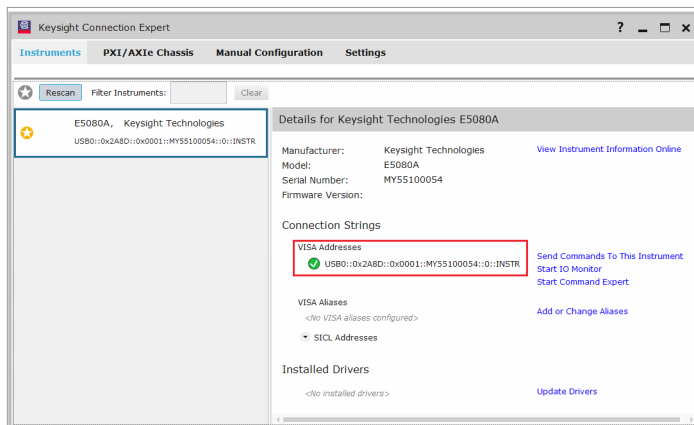 Keysight Connection Expert
?
Instruments PXI/AXIe Chassis Manual Configuration Settings
Rescan Filter Instruments: Clear
E5080A, Keysight Technologies
USB0::0x2A8D::0x0001::MY55100054::0::INSTR
Details for Keysight Technologies E5080A
Manufacturer: Keysight Technologies View Instrument Information Online
Model: E5080A
Serial Number: MY55100054
Firmware Version:
Connection Strings
VISA Addresses
USB0::0x2A8D::0x0001::MY55100054::0::INSTR
Send Commands To This Instrument
Start IO Monitor
Start Command Expert
VISA Aliases
<No VISA aliases configured>
Add or Change Aliases
SICL Addresses
Installed Drivers
<No installed drivers>
Update Drivers